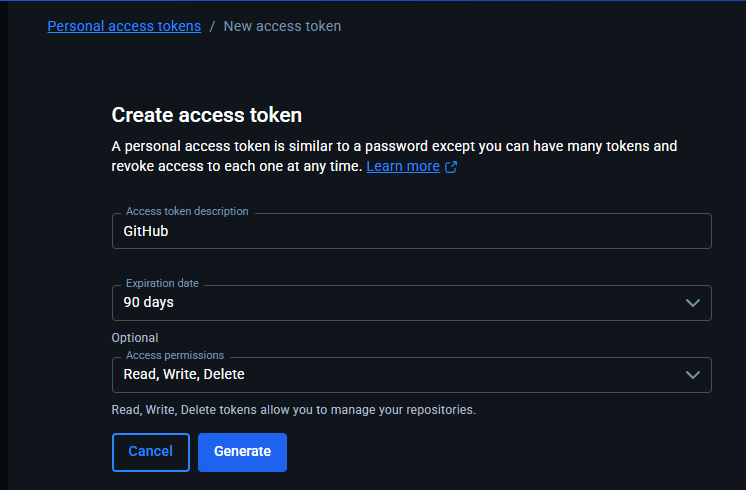 Personal access tokens / New access token
Create access token
A personal access token is similar to a password except you can have many tokens and
revoke access to each one at any time. Learn more
Access token description
GitHub
Expiration date
90 days
Optional
Access permissions
Read, Write, Delete
Read, Write, Delete tokens allow you to manage your repositories.
Cancel Generate